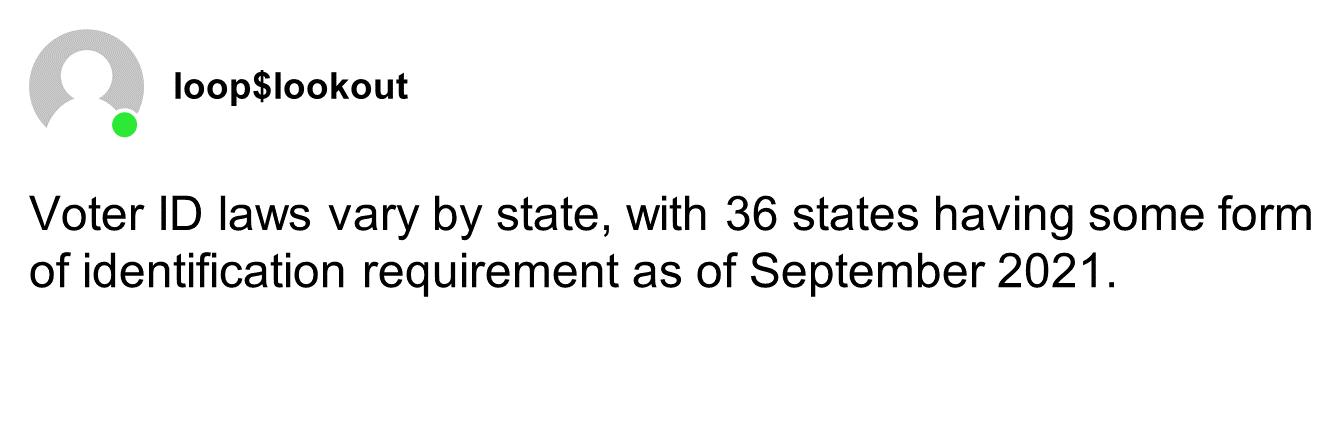 loop$lookout
Voter ID laws vary by state, with 36 states having some form
of identification requirement as of September 2021.